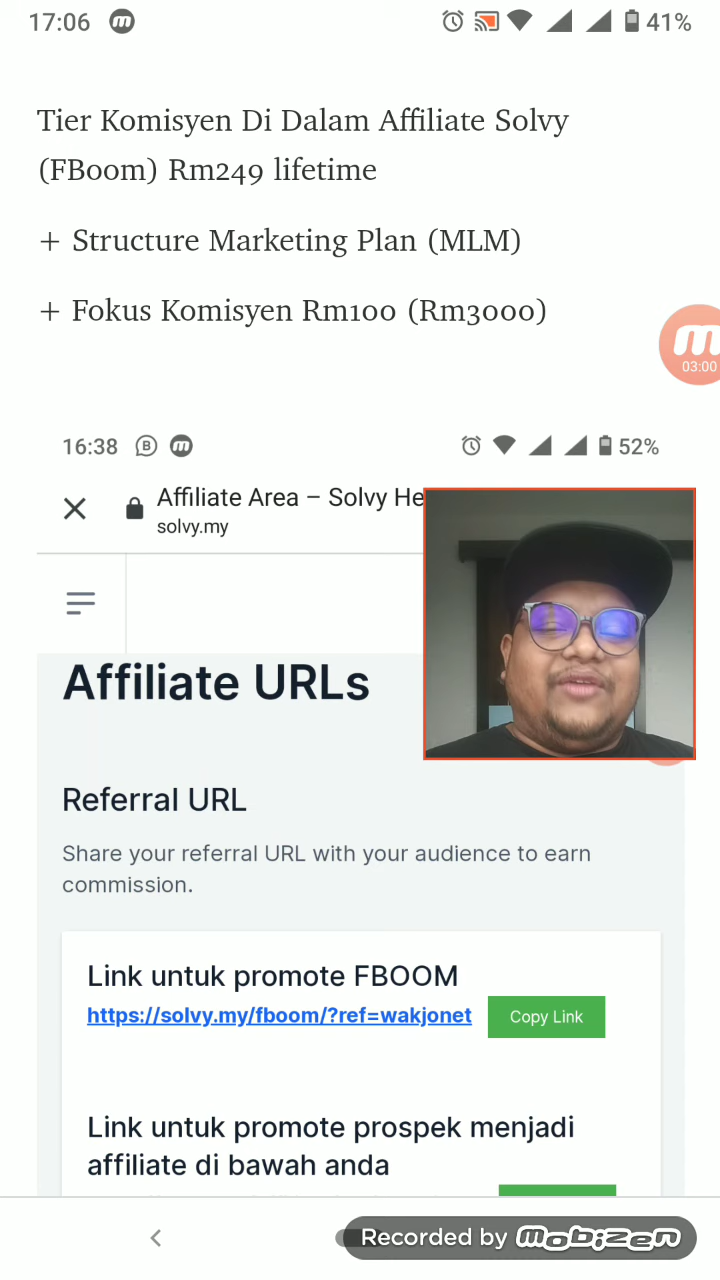 17:06 m 41%
Tier Komisyen Di Dalam Affiliate Solvy
(FBoom) Rm249 lifetime
+ Structure Marketing Plan (MLM)
+ Fokus Komisyen Rm100 (Rm3000)
m
03:00
16:38 B m 52%
Affiliate Area – Solvy He
solvy.my
Affiliate URLs
Referral URL
Share your referral URL with your audience to earn
commission.
Link untuk promote FBOOM
https://solvy.my/fboom/?ref=wakjonet Copy Link
Link untuk promote prospek menjadi
affiliate di bawah anda
Recorded by mobizen